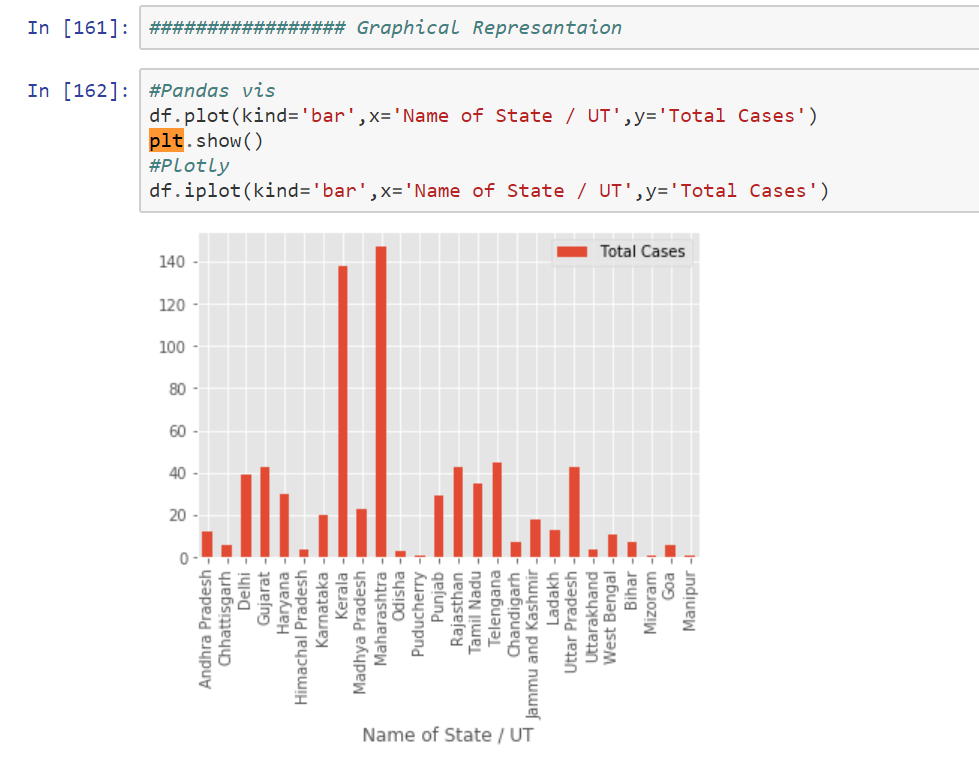 In [161]: ################# Graphical Represantaion
In [162]: #Pandas vis
df.plot(kind='bar',x='Name of State / UT',y='Total Cases')
plt.show()
#Plotly
df.iplot(kind='bar',x='Name of State / UT',y='Total Cases')
Total Cases
140
120
100
80
60
40
20
0
Andhra Pradesh
Chhattisgarh
Delhi
Gujarat
Haryana
Himachal Pradesh
Karnataka
Kerala
Madhya Pradesh
Maharashtra
Odisha
Puducherry
Punjab
Rajasthan
Tamil Nadu
Telengana
Chandigarh
Jammu and Kashmir
Ladakh
Uttar Pradesh
Uttarakhand
West Bengal
Bihar
Mizoram
Goa
Manipur
Name of State / UT